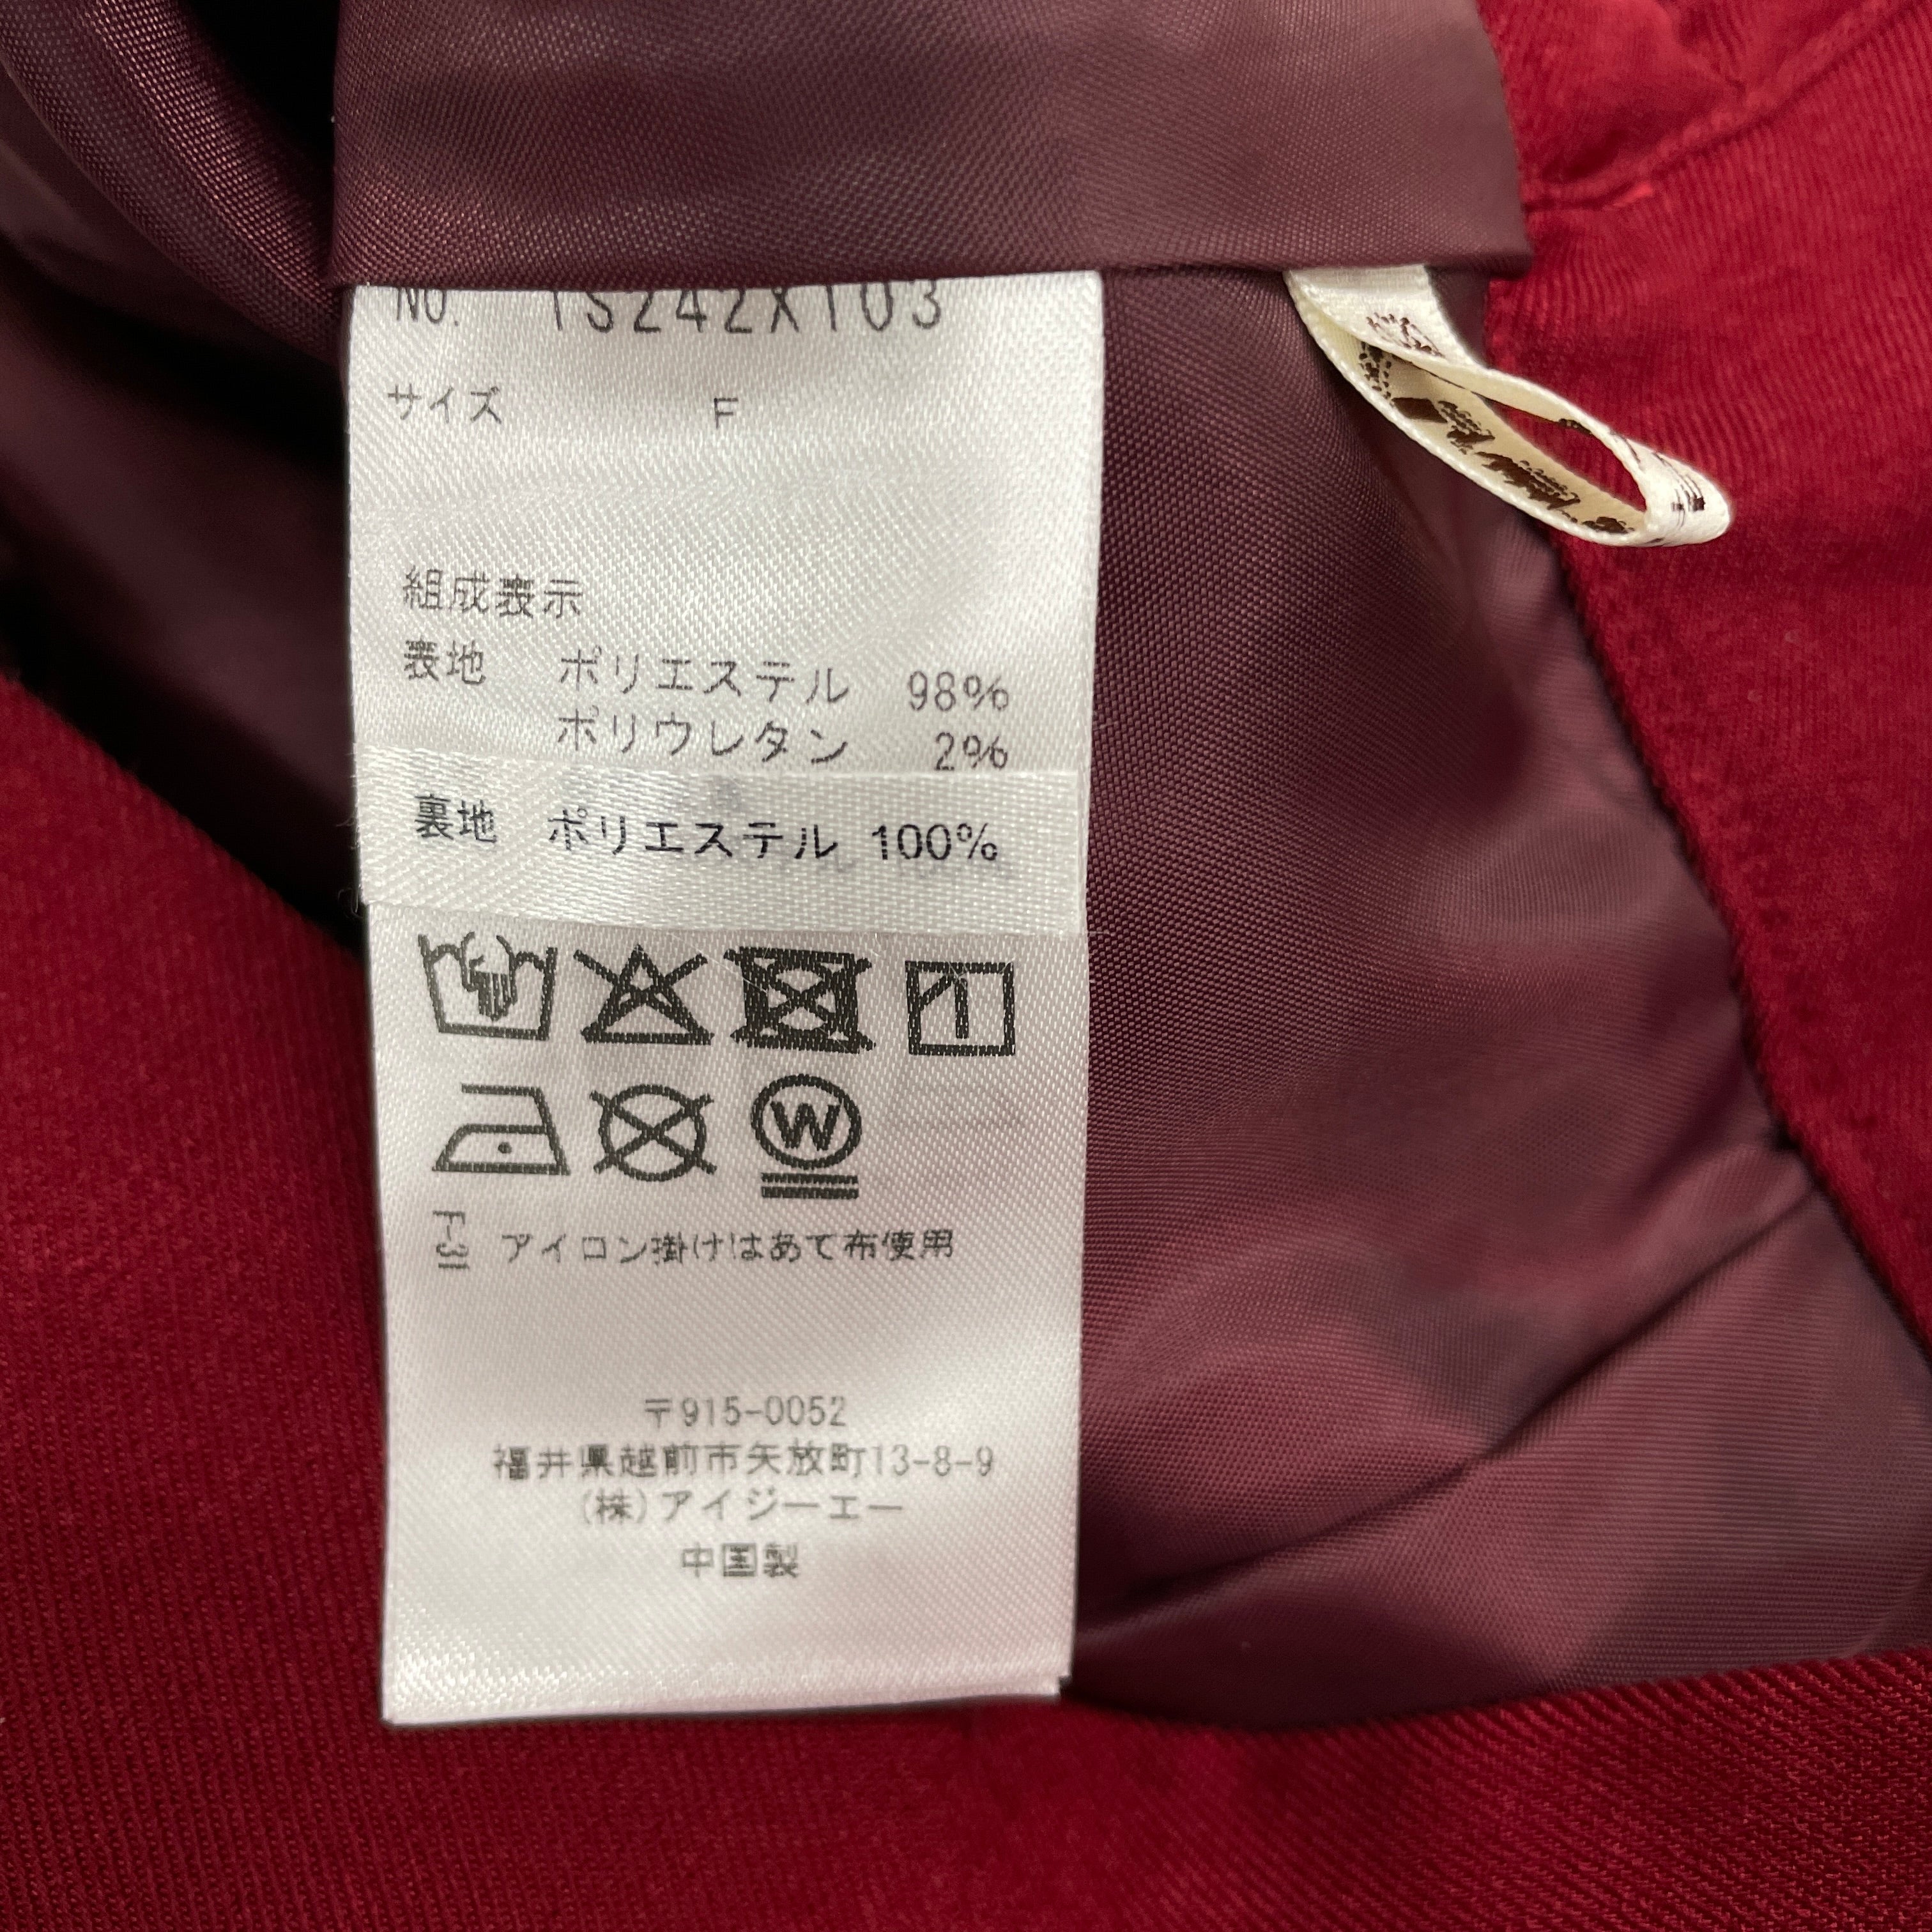 No. TS242X103
サイズ F
組成表示
表地 ポリエステル 98%
ポリウレタン 2%
裏地 ポリエステル 100%
W
F-31 アイロン掛けはあて布使用
〒915-0052
福井県越前市矢放町13-8-9
(株)アイジーエー
中国製